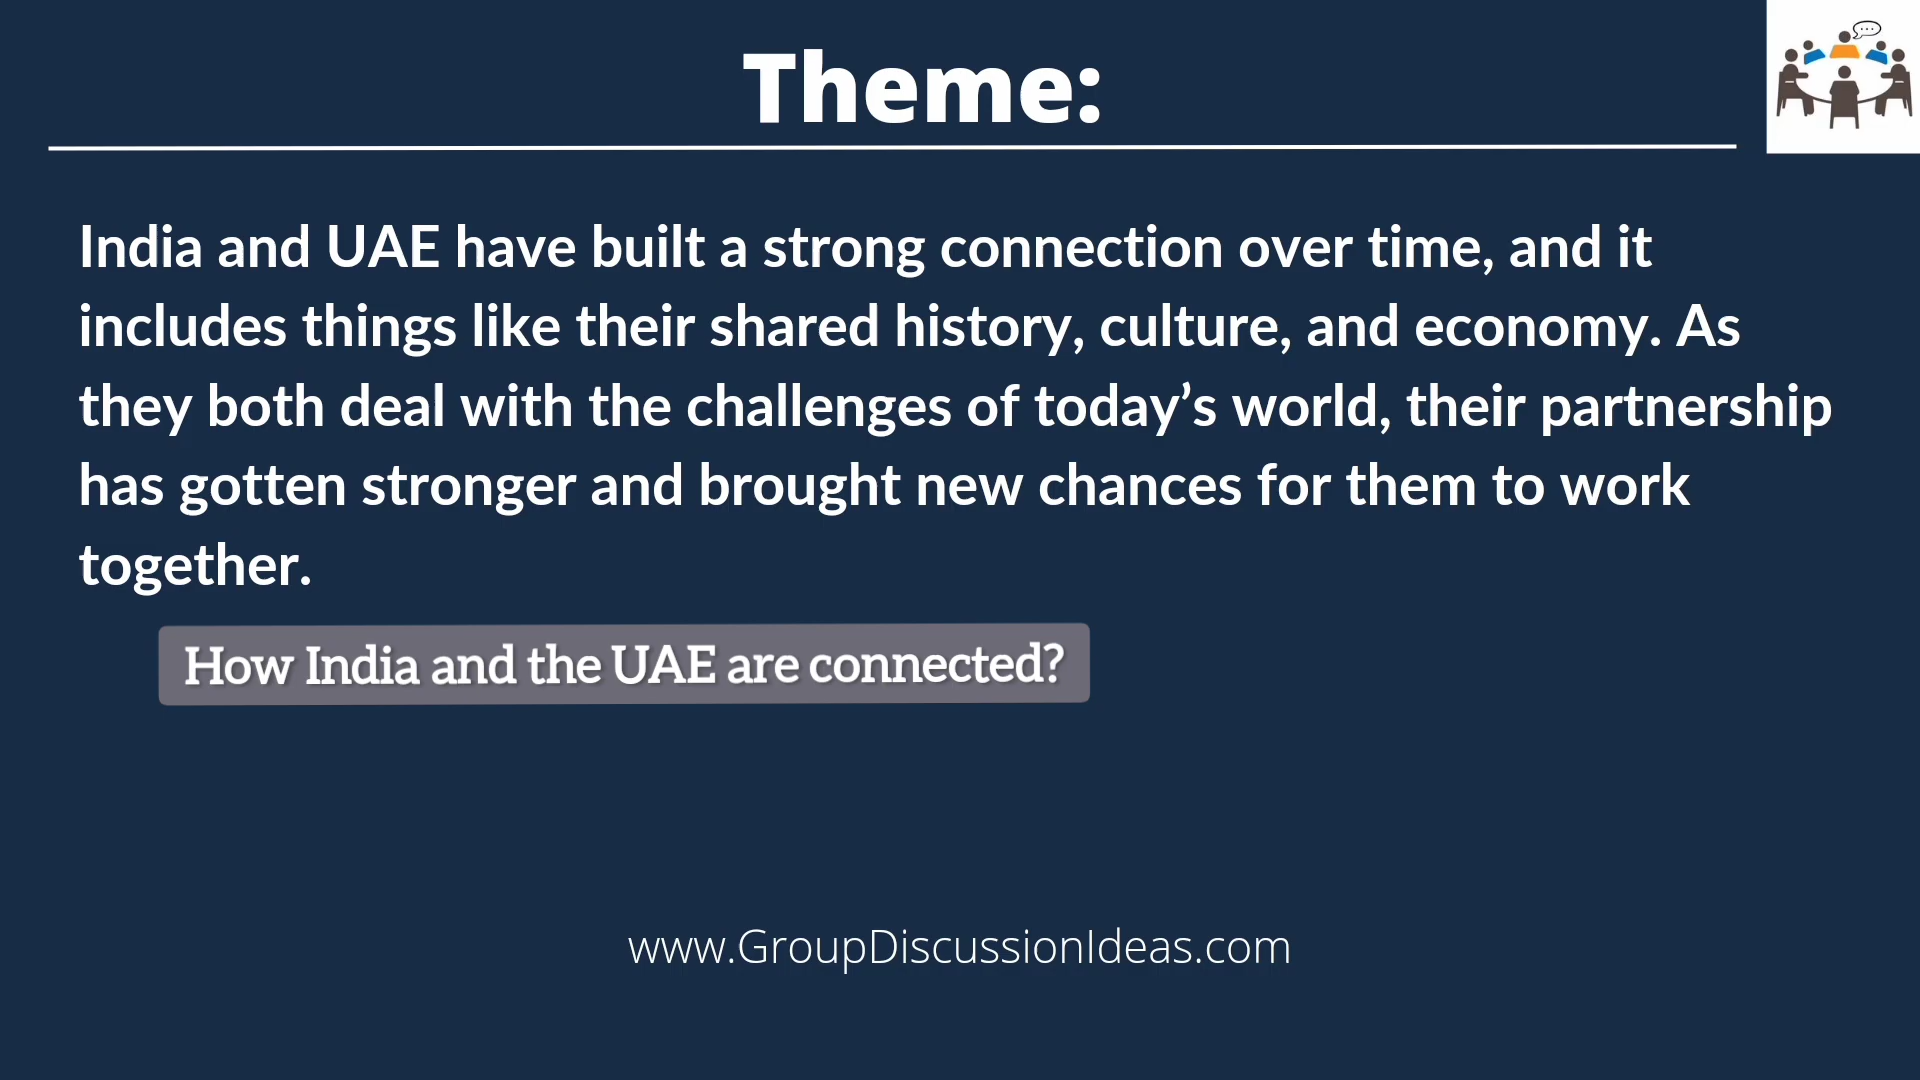 Theme:
India and UAE have built a strong connection over time, and it
includes things like their shared history, culture, and economy. As
they both deal with the challenges of today’s world, their partnership
has gotten stronger and brought new chances for them to work
together.
How India and the UAE are connected?
www.GroupDiscussionIdeas.com